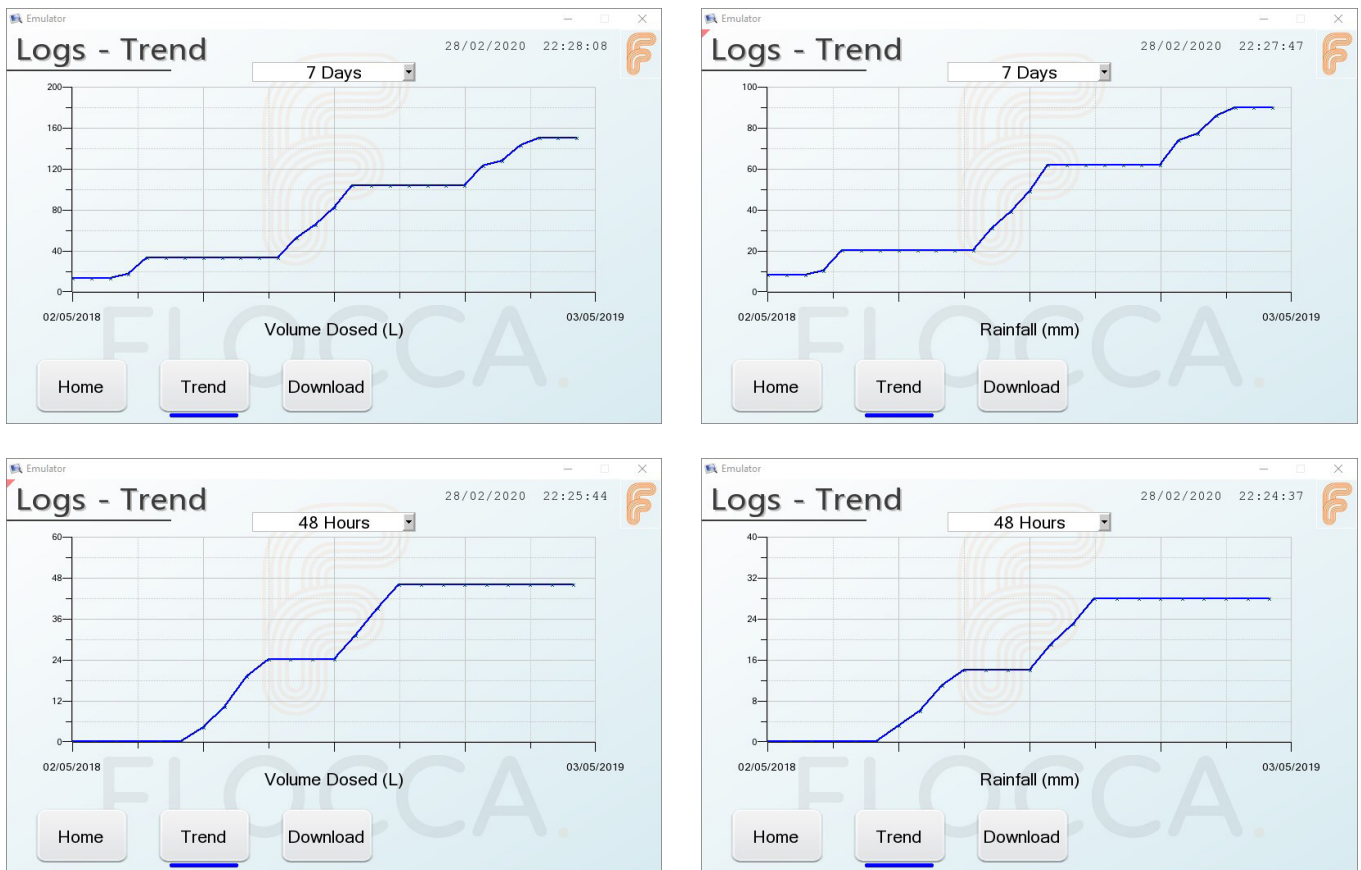 Emulator
Logs - Trend
28/02/2020 22:28:08
7 Days
200
160
120
80
40
0
02/05/2018
03/05/2019
Volume Dosed (L)
FLOCCA.
Home
Trend
Download
Emulator
Logs - Trend
28/02/2020 22:27:47
7 Days
100
80
60
40
20
0
02/05/2018
03/05/2019
Rainfall (mm)
FLOCCA.
Home
Trend
Download
Emulator
Logs - Trend
28/02/2020 22:25:44
48 Hours
60
48
36
24
12
0
02/05/2018
03/05/2019
Volume Dosed (L)
FLOCCA.
Home
Trend
Download
Emulator
Logs - Trend
28/02/2020 22:24:37
48 Hours
40
32
24
16
8
0
02/05/2018
03/05/2019
Rainfall (mm)
FLOCCA.
Home
Trend
Download